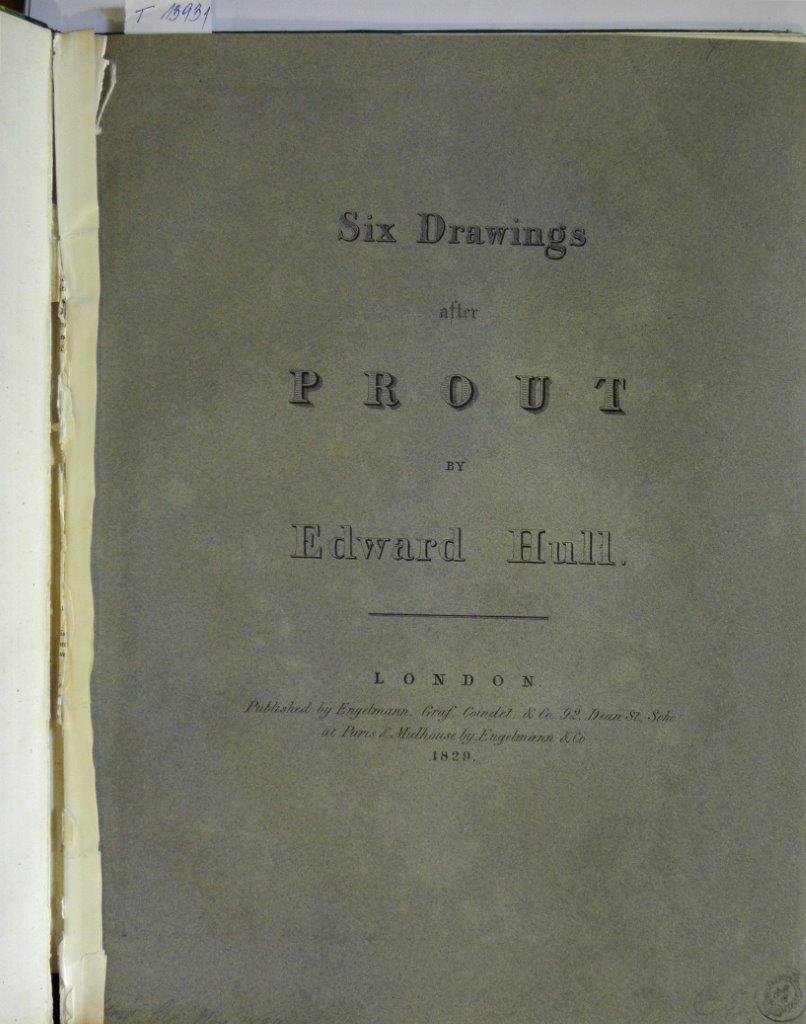 T 13931
Six Drawings
after
PROUT
BY
Edward Hull.
LONDON.
Published by Engelmann, Graf, Coindet, & Co. 92, Dean St. Soho
at Paris & Mulhouse by Engelmann & Co
1829.